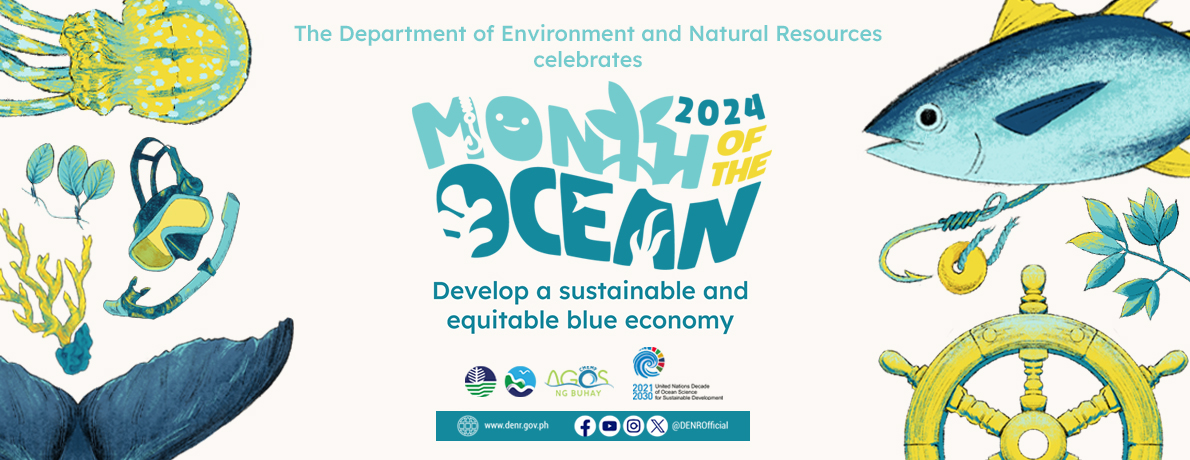 The Department of Environment and Natural Resources
celebrates
MONTH 2024
OF
THE
OCEAN
Develop a sustainable and
equitable blue economy
CMEMP
AGOS
NG BUHAY
2021
2030
United Nations Decade
of Ocean Science
for Sustainable Development
www.denr.gov.ph
@DENROfficial